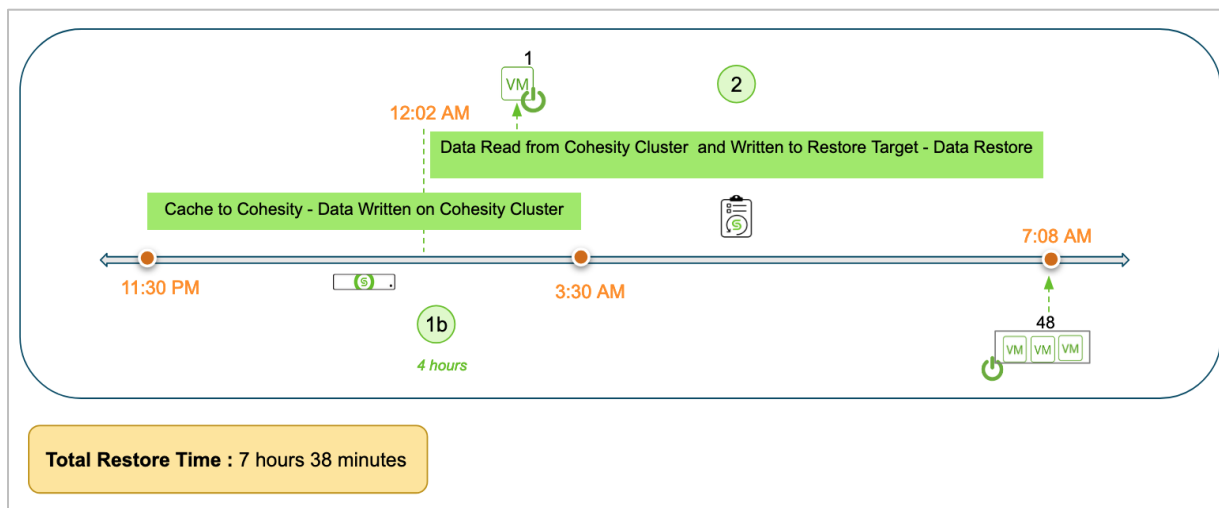 1
VM
2
12:02 AM
Data Read from Cohesity Cluster and Written to Restore Target - Data Restore
Cache to Cohesity - Data Written on Cohesity Cluster
7:08 AM
11:30 PM
3:30 AM
1b
48
VM VM VM
4 hours
Total Restore Time : 7 hours 38 minutes